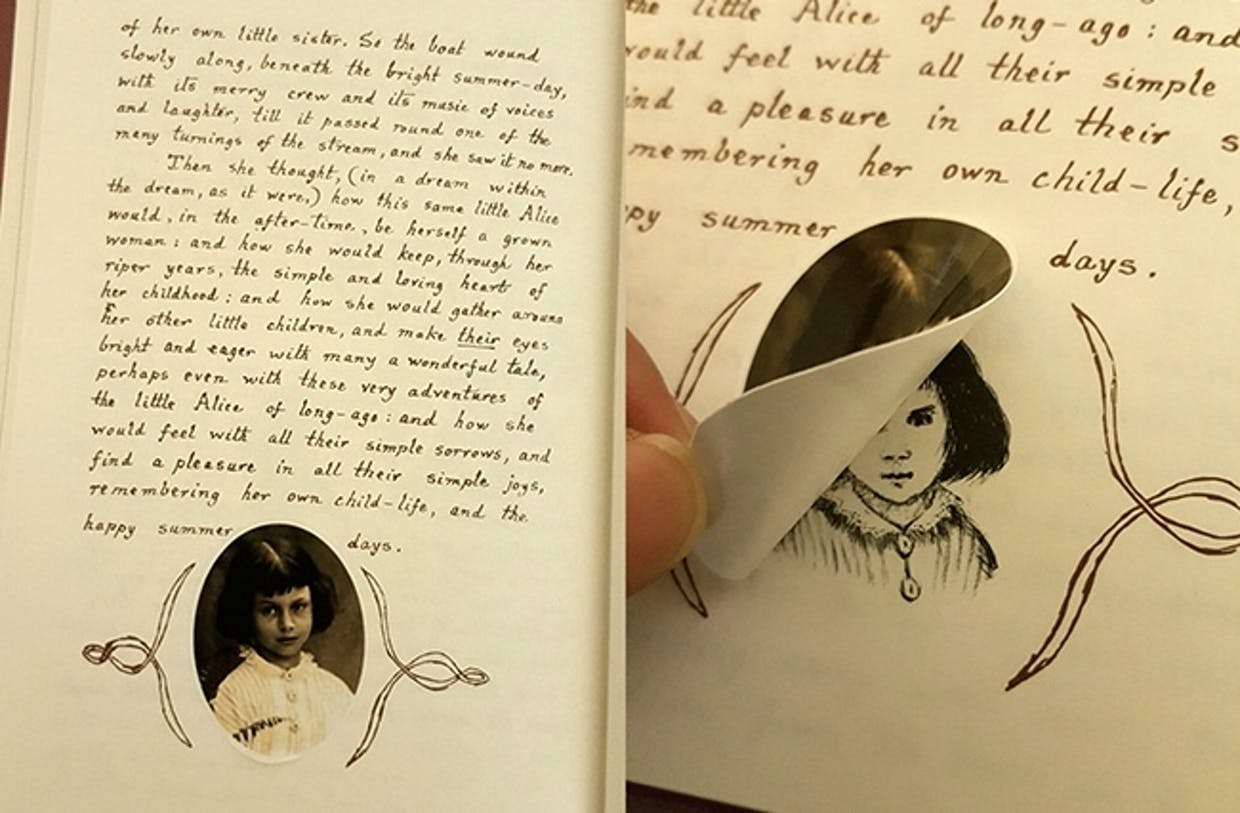 of her own little sister. So the boat wound
slowly along, beneath the bright summer-day,
with its merry crew and its music of voices
and laughter, till it passed round one of the
many turnings of the stream, and she saw it no more.
Then she thought, (in a dream within
the dream, as it were,) how this same little Alice
would, in the after-time, be herself a grown
woman: and how she would keep, through her
riper years, the simple and loving heart of
her childhood: and how she would gather around
her other little children, and make their eyes
bright and eager with many a wonderful tale,
perhaps even with these very adventures of
the little Alice of long-ago: and how she
would feel with all their simple sorrows, and
find a pleasure in all their simple joys,
remembering her own child-life, and the
happy summer days.
the little Alice of long-ago: and
would feel with all their simple
ind a pleasure in all their s
membering her own child-life,
ppy summer days.